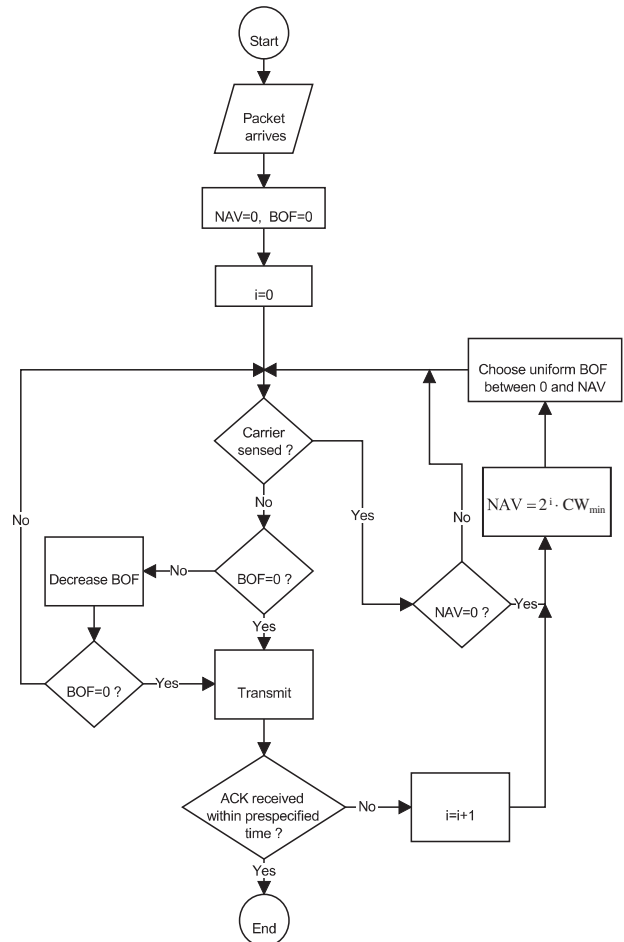 Start
Packet
arrives
NAV=0, BOF=0
i=0
Choose uniform BOF
between 0 and NAV
Carrier
sensed ?
NAV = 2^i · CW_min
No
No
Yes
No
Decrease BOF
No
BOF=0 ?
NAV=0 ?
Yes
Yes
BOF=0 ?
Yes
Transmit
ACK received
within prespecified
time ?
No
i=i+1
Yes
End